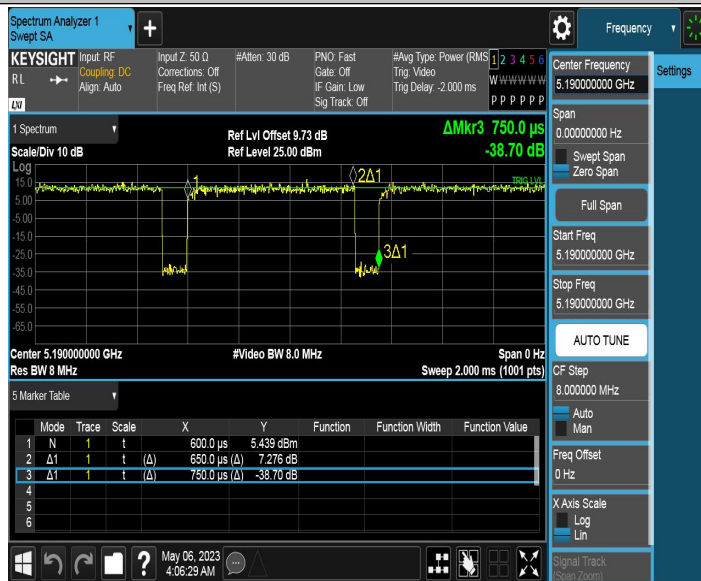 Spectrum Analyzer 1
Swept SA
Frequency
KEYSIGHT
R L
LXI
Input: RF
Coupling: DC
Align: Auto
Input Z: 50 Ω
Corrections: Off
Freq Ref: Int (S)
#Atten: 30 dB
PNO: Fast
Gate: Off
IF Gain: Low
Sig Track: Off
#Avg Type: Power (RMS
Trig: Video
Trig Delay: -2.000 ms
1 2 3 4 5 6
W W W W W W
P P P P P P
Center Frequency
5.190000000 GHz
Settings
Span
0.00000000 Hz
Swept Span
Zero Span
Full Span
Start Freq
5.190000000 GHz
Stop Freq
5.190000000 GHz
AUTO TUNE
CF Step
8.000000 MHz
Auto
Man
Freq Offset
0 Hz
X Axis Scale
Log
Lin
Signal Track
(Span Zoom)
1 Spectrum
Scale/Div 10 dB
Ref Lvl Offset 9.73 dB
Ref Level 25.00 dBm
ΔMkr3 750.0 µs
-38.70 dB
Log
15.0
5.00
-5.00
-15.0
-25.0
-35.0
-45.0
-55.0
-65.0
1
2Δ1
3Δ1
TRIG LVL
Center 5.190000000 GHz
Res BW 8 MHz
#Video BW 8.0 MHz
Span 0 Hz
Sweep 2.000 ms (1001 pts)
5 Marker Table
Mode Trace Scale X Y Function Function Width Function Value
1 N 1 t 600.0 µs 5.439 dBm
2 Δ1 1 t (Δ) 650.0 µs (Δ) 7.276 dB
3 Δ1 1 t (Δ) 750.0 µs (Δ) -38.70 dB
4
5
6
?
May 06, 2023
4:06:29 AM